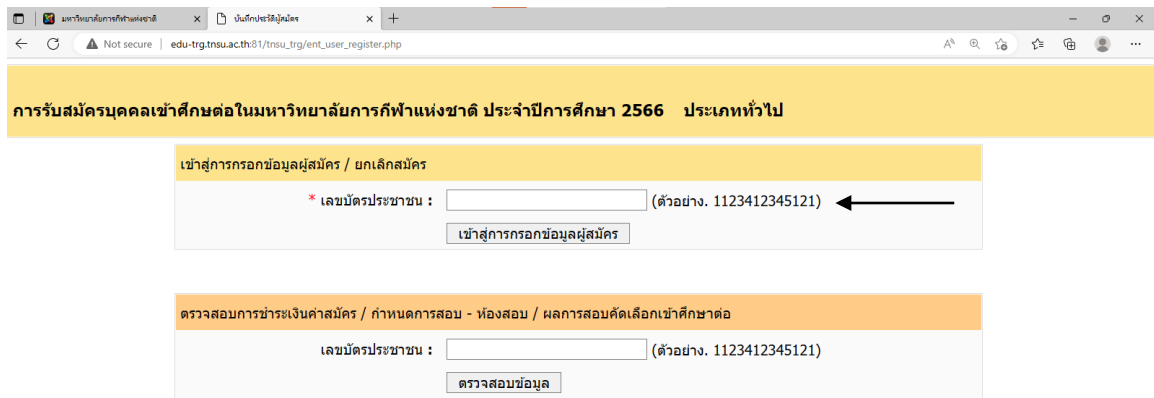 มหาวิทยาลัยการกีฬาแห่งชาติ
บันทึกประวัติผู้สมัคร
Not secure | edu-trg.tnsu.ac.th:81/tnsu_trg/ent_user_register.php
การรับสมัครบุคคลเข้าศึกษต่อในมหาวิทยาลัยการกีฬาแห่งชาติ ประจำปีการศึกษา 2566 ประเภททั่วไป
เข้าสู่การกรอกข้อมูลผู้สมัคร / ยกเลิกสมัคร
* เลขบัตรประชาชน : (ตัวอย่าง. 1123412345121)
เข้าสู่การกรอกข้อมูลผู้สมัคร
ตรวจสอบการชำระเงินค่าสมัคร / กำหนดการสอบ - ห้องสอบ / ผลการสอบคัดเลือกเข้าศึกษาต่อ
เลขบัตรประชาชน : (ตัวอย่าง. 1123412345121)
ตรวจสอบข้อมูล